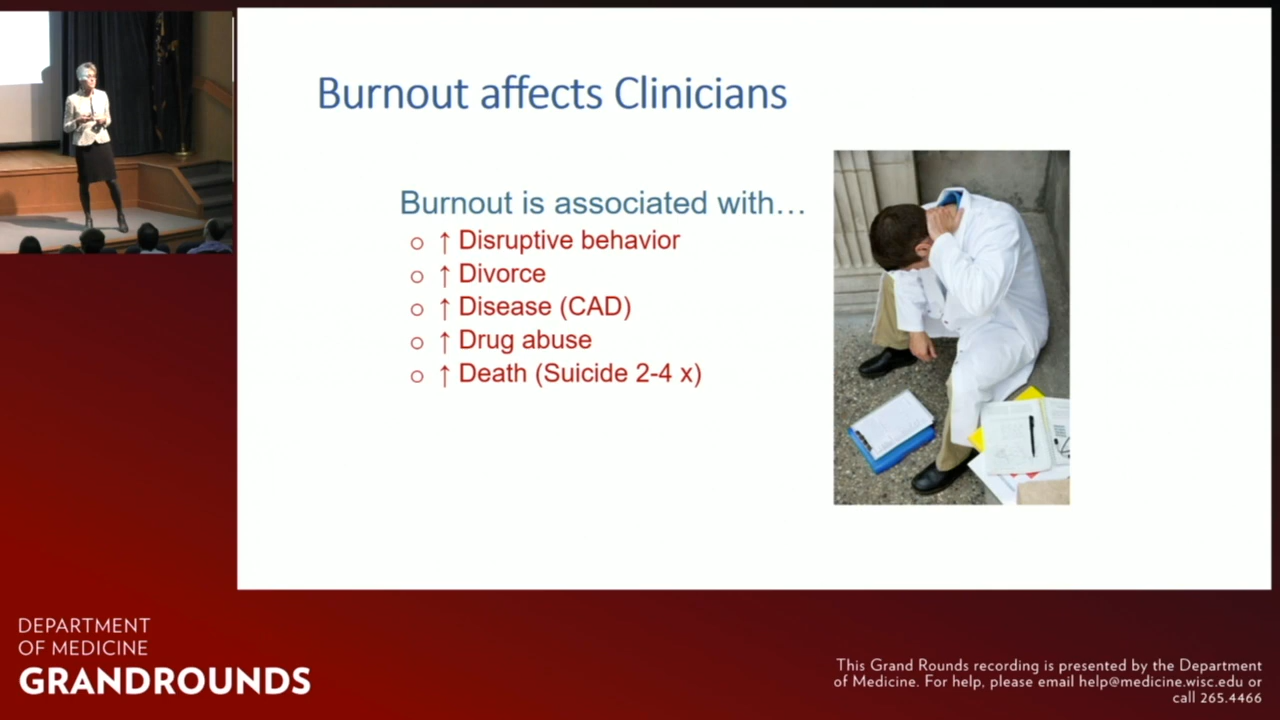 Burnout affects Clinicians
Burnout is associated with...
o ↑ Disruptive behavior
o ↑ Divorce
o ↑ Disease (CAD)
o ↑ Drug abuse
o ↑ Death (Suicide 2-4 x)
DEPARTMENT
OF MEDICINE
GRANDROUNDS
This Grand Rounds recording is presented by the Department
of Medicine. For help, please email help@medicine.wisc.edu or
call 265.4466